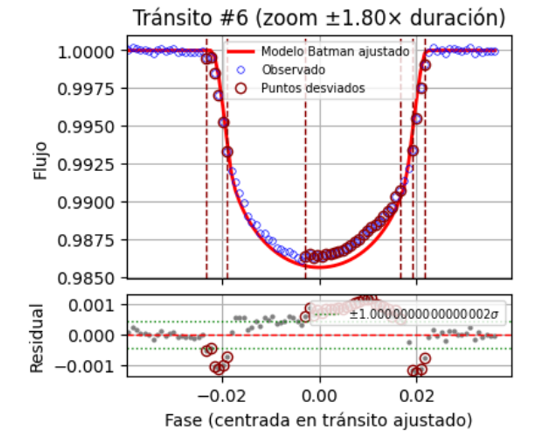 Tránsito #6 (zoom ±1.80× duración)
1.0000
0.9975
0.9950
0.9925
0.9900
0.9875
0.9850
Flujo
Modelo Batman ajustado
Observado
Puntos desviados
0.001
0.000
−0.001
Residual
±1.0000000000000002σ
−0.02
0.00
0.02
Fase (centrada en tránsito ajustado)